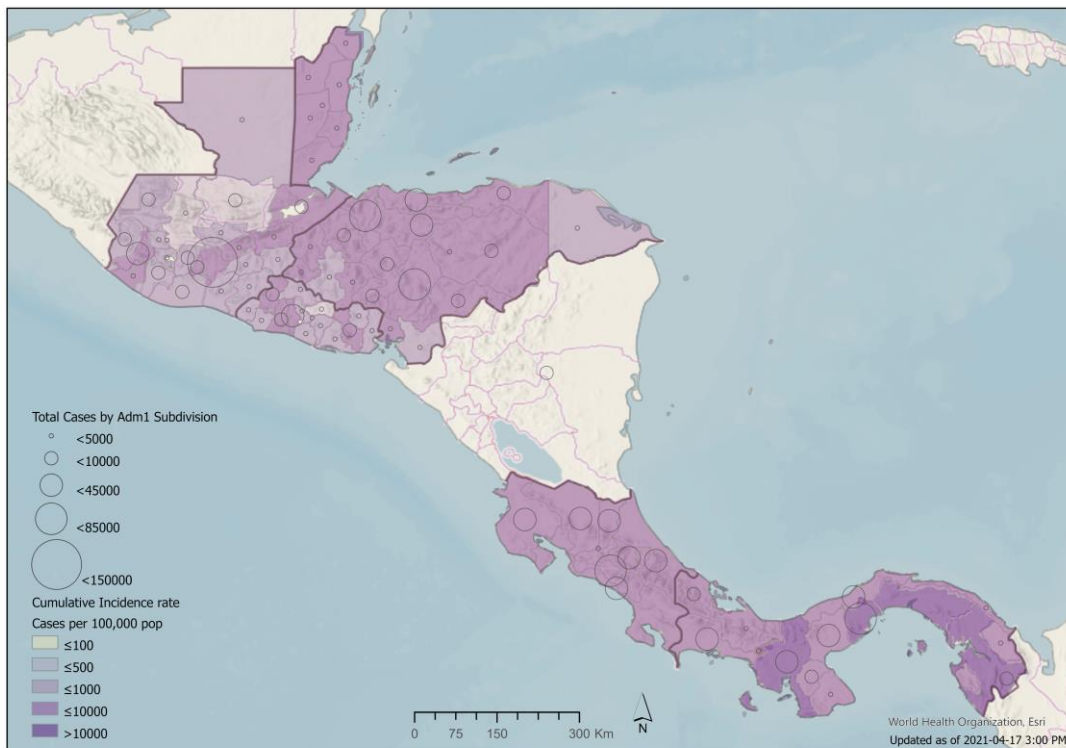 Total Cases by Adm1 Subdivision
<5000
<10000
<45000
<85000
<150000
Cumulative Incidence rate
Cases per 100,000 pop
≤100
≤500
≤1000
≤10000
>10000
0 75 150 300 Km
N
World Health Organization, Esri
Updated as of 2021-04-17 3:00 PM